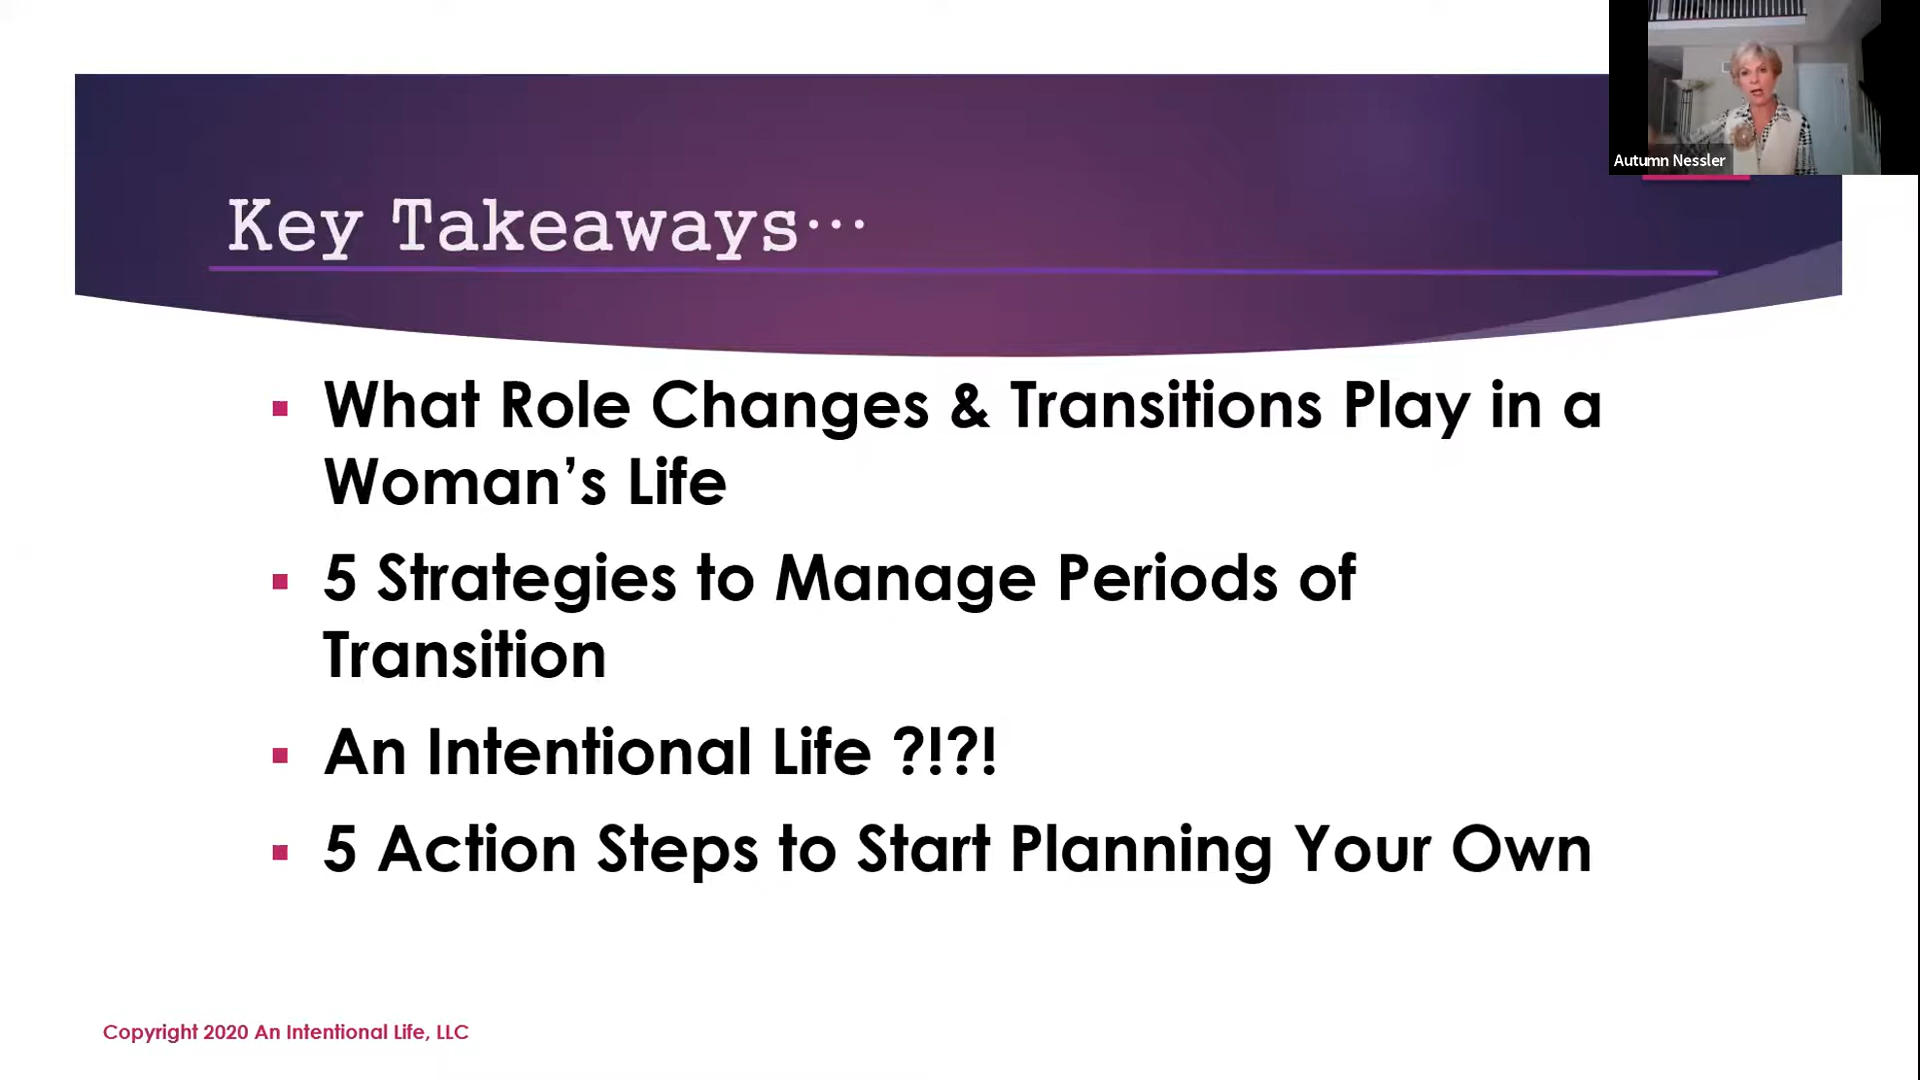 Autumn Nessler
Key Takeaways…
What Role Changes & Transitions Play in a
Woman’s Life
5 Strategies to Manage Periods of
Transition
An Intentional Life ?!?!
5 Action Steps to Start Planning Your Own
Copyright 2020 An Intentional Life, LLC